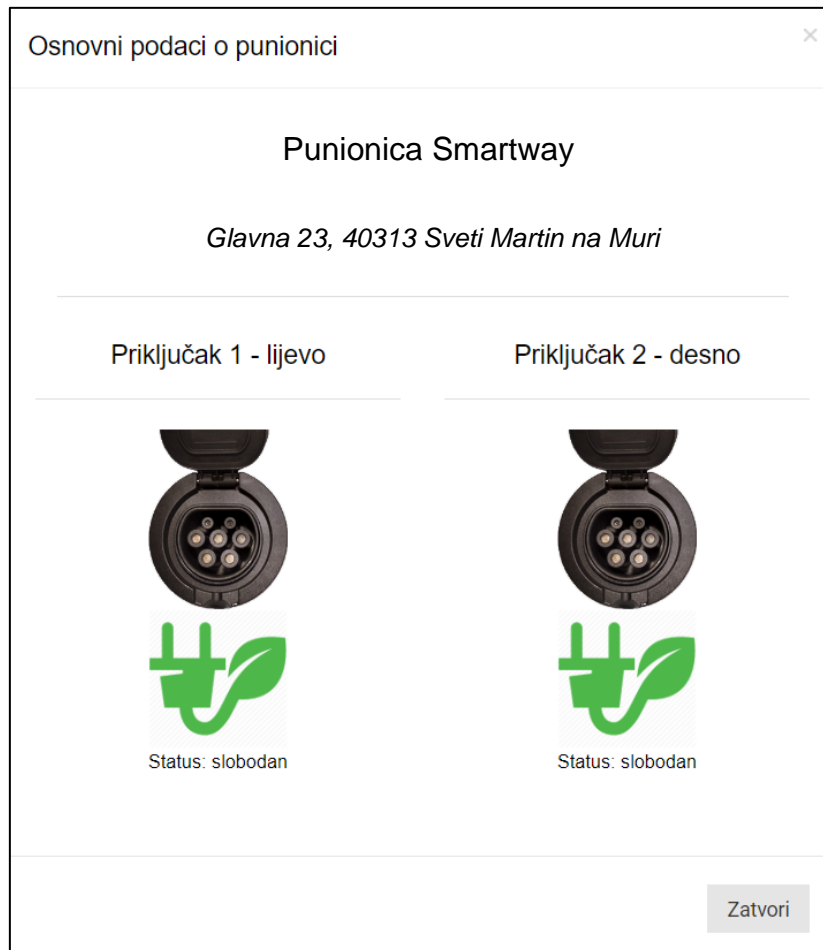 Osnovni podaci o punionici
×
Punionica Smartway
Glavna 23, 40313 Sveti Martin na Muri
Priključak 1 - lijevo
Priključak 2 - desno
Status: slobodan
Status: slobodan
Zatvori